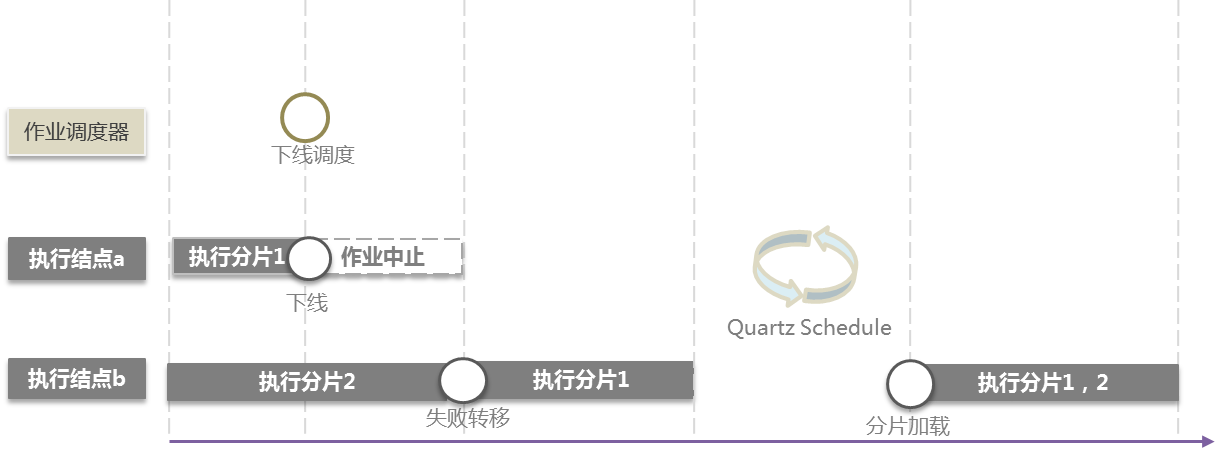 作业调度器
下线调度
执行结点a
执行分片1
作业中止
下线
Quartz Schedule
执行结点b
执行分片2
执行分片1
执行分片1，2
失败转移
分片加载